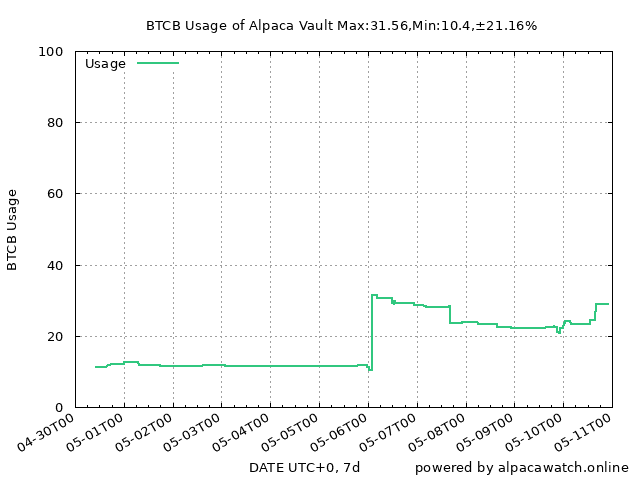 BTCB Usage of Alpaca Vault Max:31.56,Min:10.4,±21.16%
Usage
100
80
60
40
20
0
BTCB Usage
04-30T00
05-01T00
05-02T00
05-03T00
05-04T00
05-05T00
05-06T00
05-07T00
05-08T00
05-09T00
05-10T00
05-11T00
DATE UTC+0, 7d
powered by alpacawatch.online